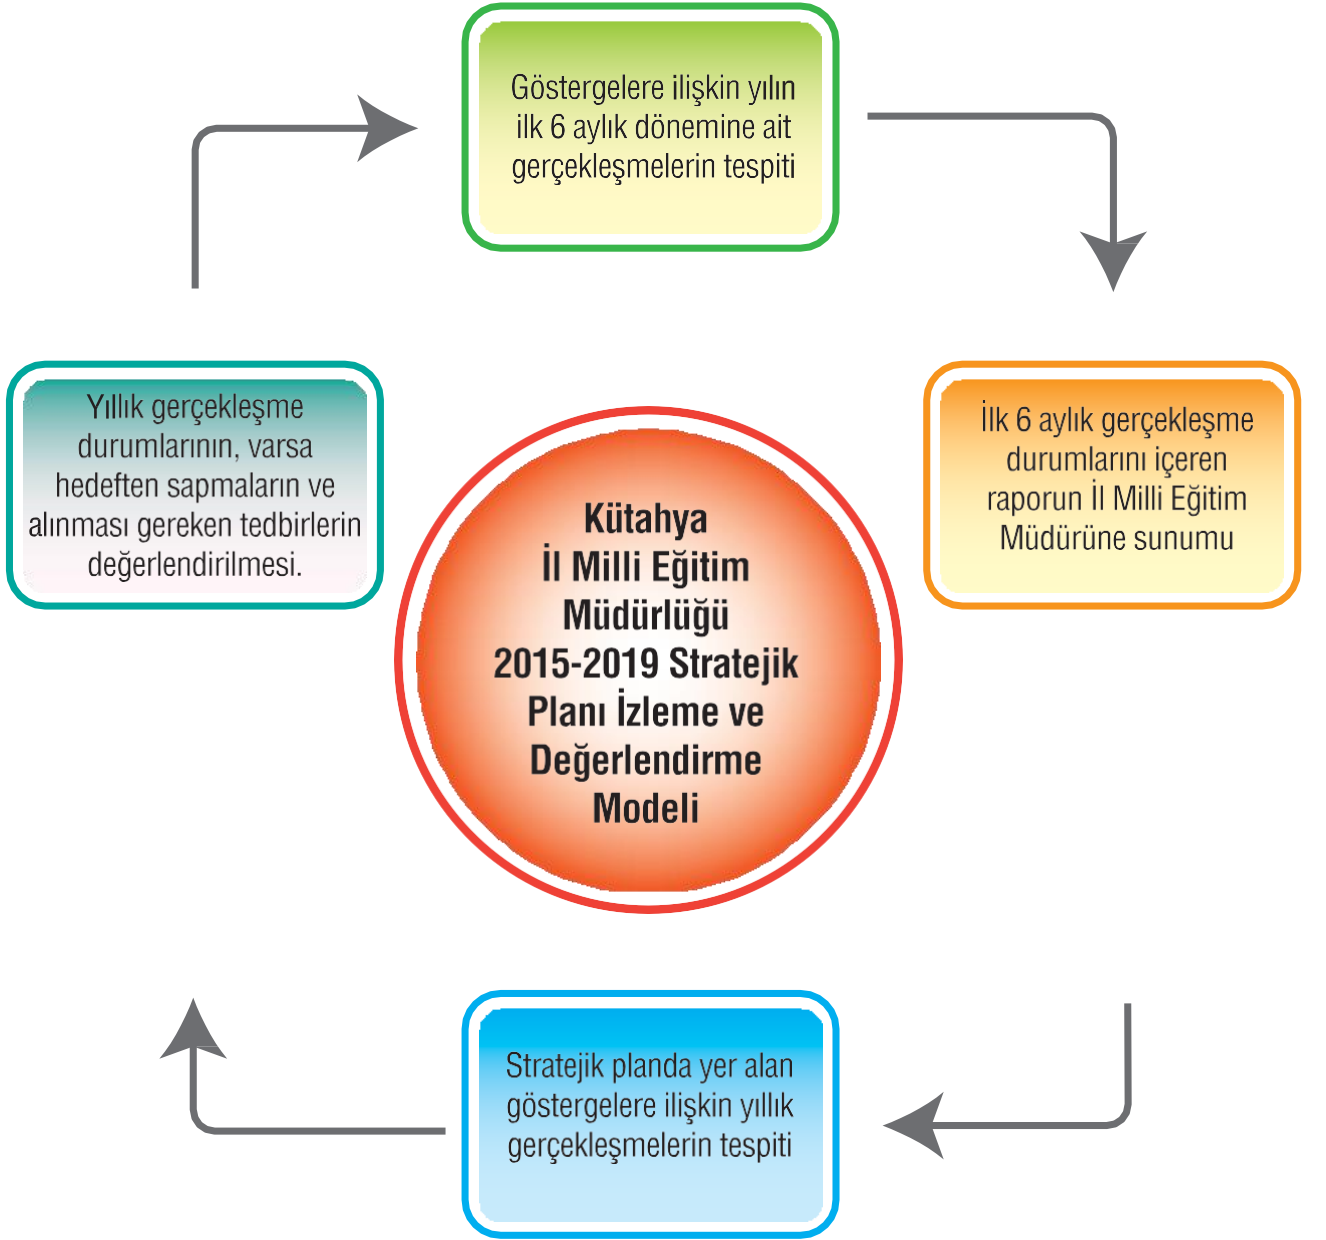 Göstergelere ilişkin yılın
ilk 6 aylık dönemine ait
gerçekleşmelerin tespiti
İlk 6 aylık gerçekleşme
durumlarını içeren
raporun İl Milli Eğitim
Müdürüne sunumu
Stratejik planda yer alan
göstergelere ilişkin yıllık
gerçekleşmelerin tespiti
Yıllık gerçekleşme
durumlarının, varsa
hedeften sapmaların ve
alınması gereken tedbirlerin
değerlendirilmesi.
Kütahya
İl Milli Eğitim
Müdürlüğü
2015-2019 Stratejik
Planı İzleme ve
Değerlendirme
Modeli